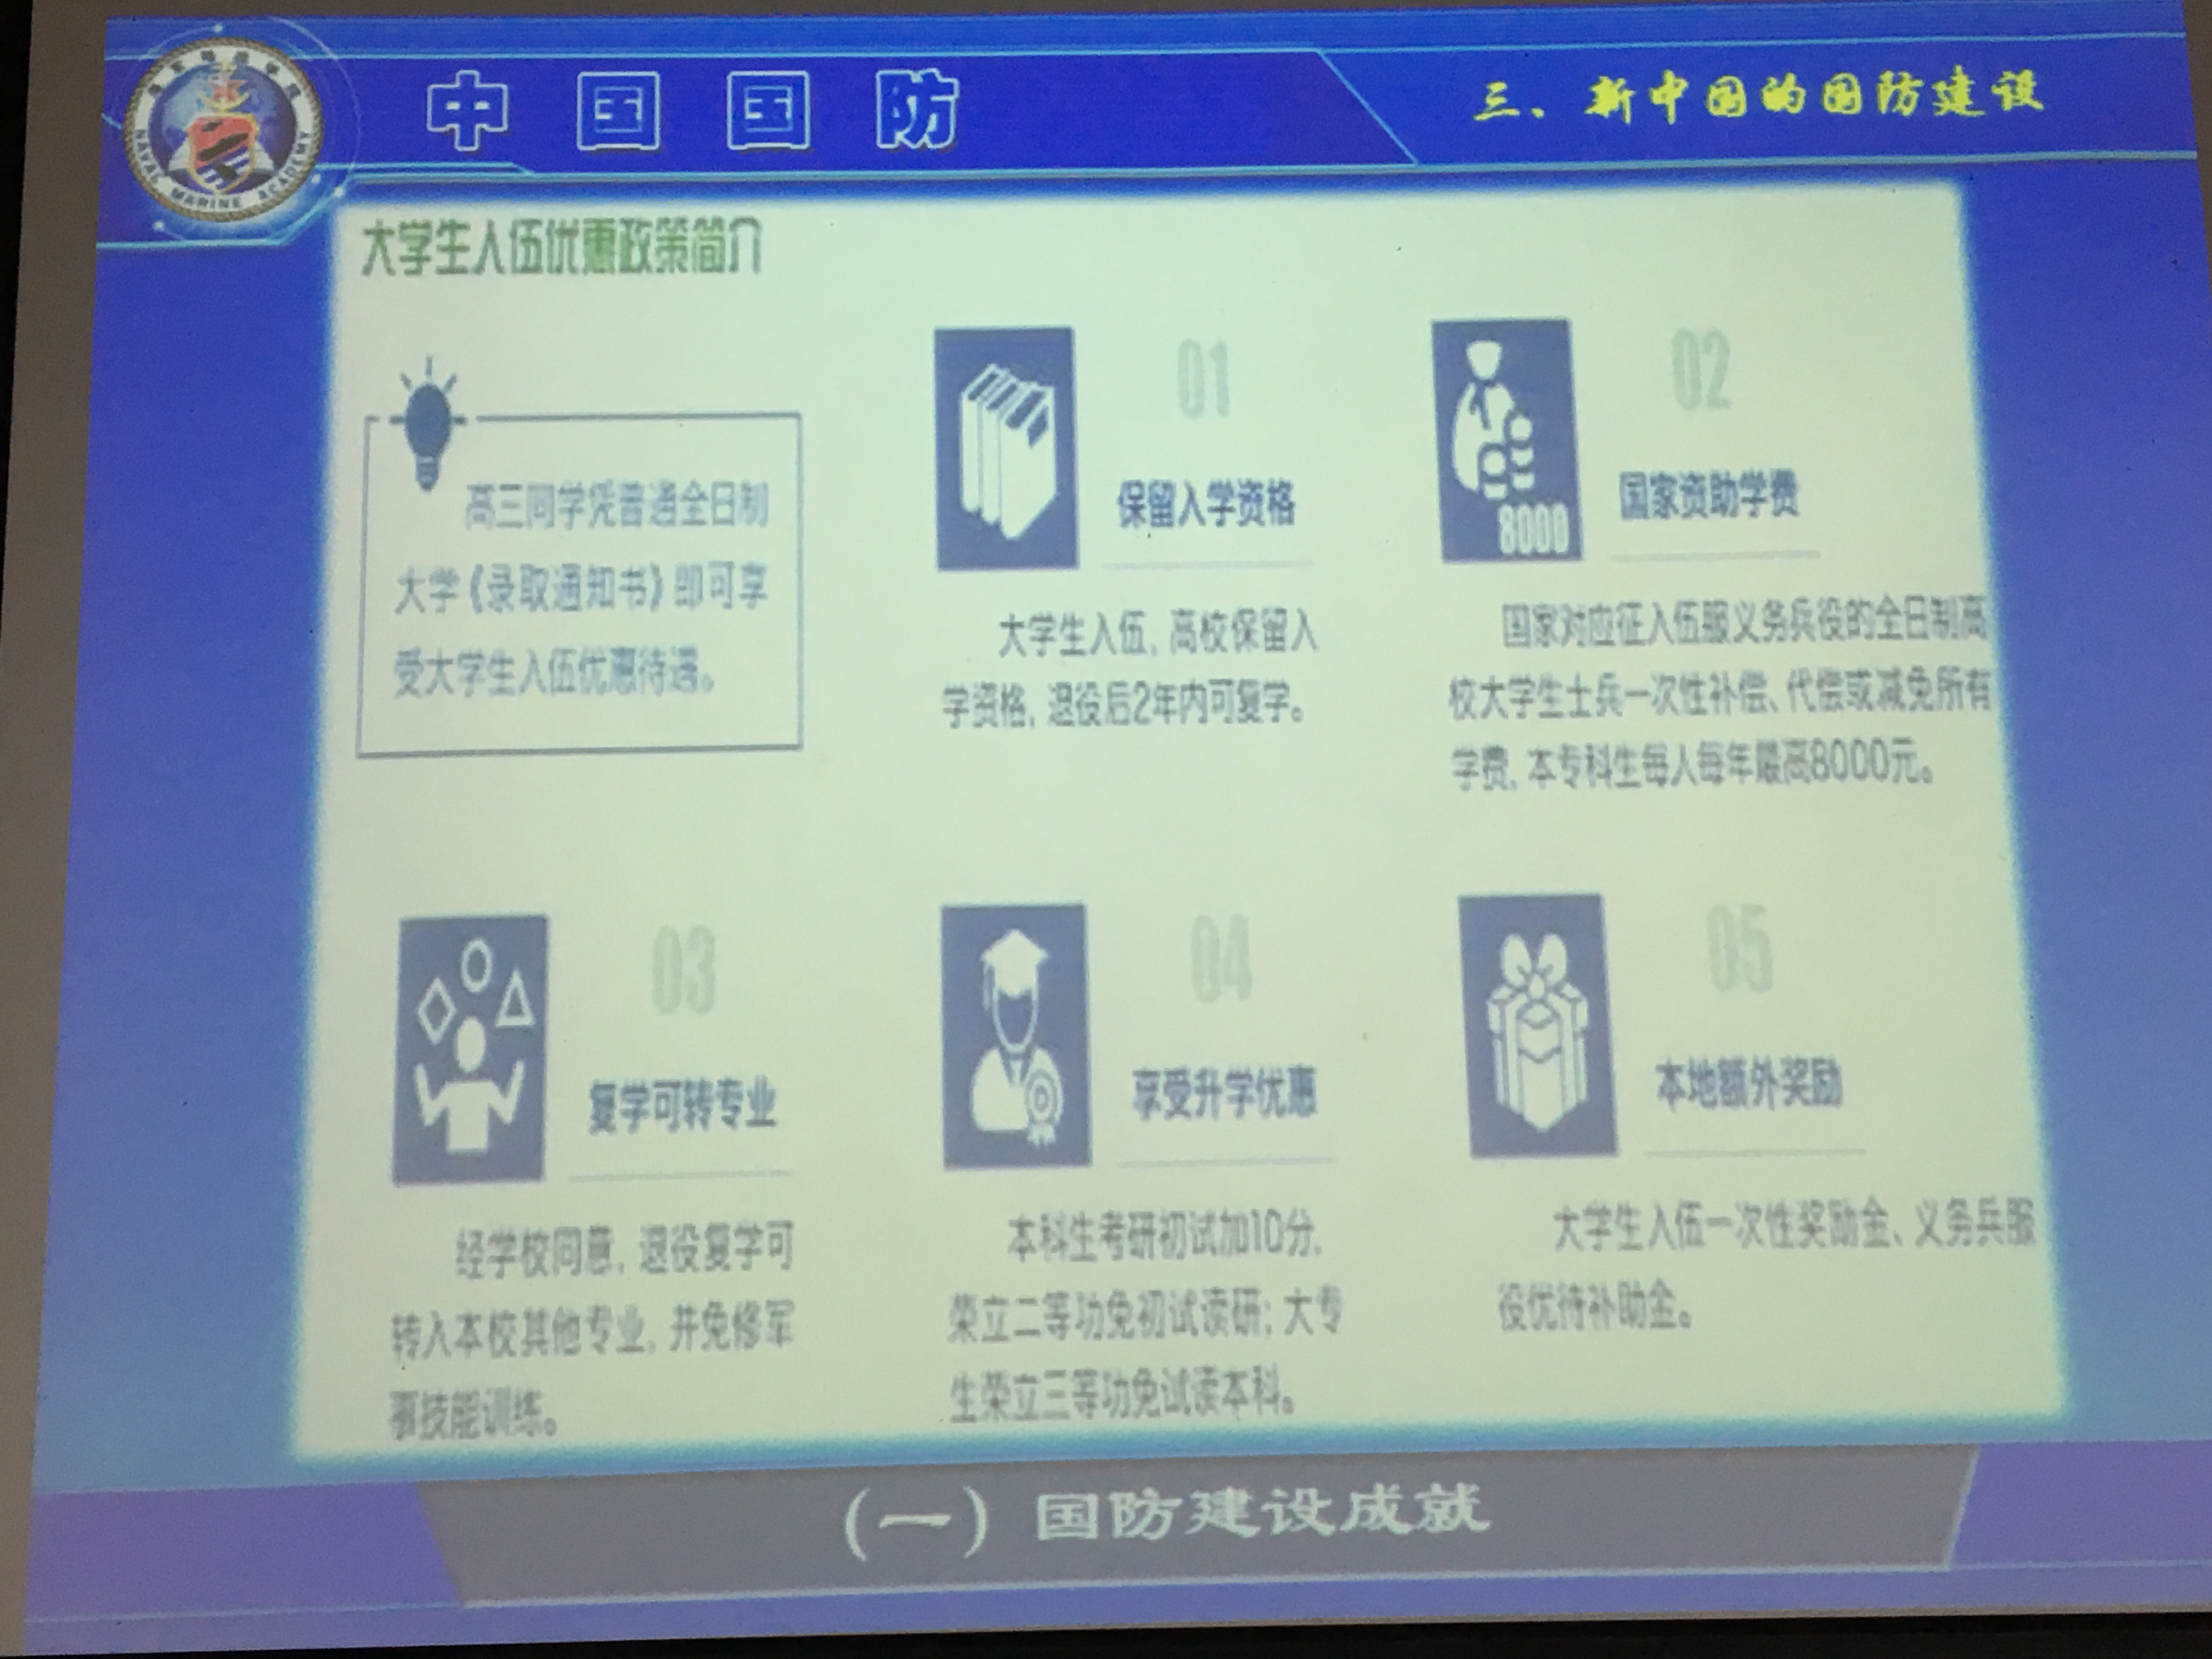 中国国防
三、新中国的国防建设
NAVAL MARINE ACADEMY
大学生入伍优惠政策简介
高三同学凭普通全日制
大学《录取通知书》即可享
受大学生入伍优惠待遇。
01
保留入学资格
大学生入伍, 高校保留入
学资格, 退役后2年内可复学。
02
8000
国家资助学费
国家对应征入伍服义务兵役的全日制高
校大学生士兵一次性补偿、代偿或减免所有
学费, 本专科生每人每年最高8000元。
03
复学可转专业
经学校同意, 退役复学可
转入本校其他专业, 并免修军
事技能训练。
04
享受升学优惠
本科生考研初试加10分,
荣立二等功免初试读研; 大专
生荣立三等功免试读本科。
05
本地额外奖励
大学生入伍一次性奖励金、义务兵服
役优待补助金。
(一) 国防建设成就